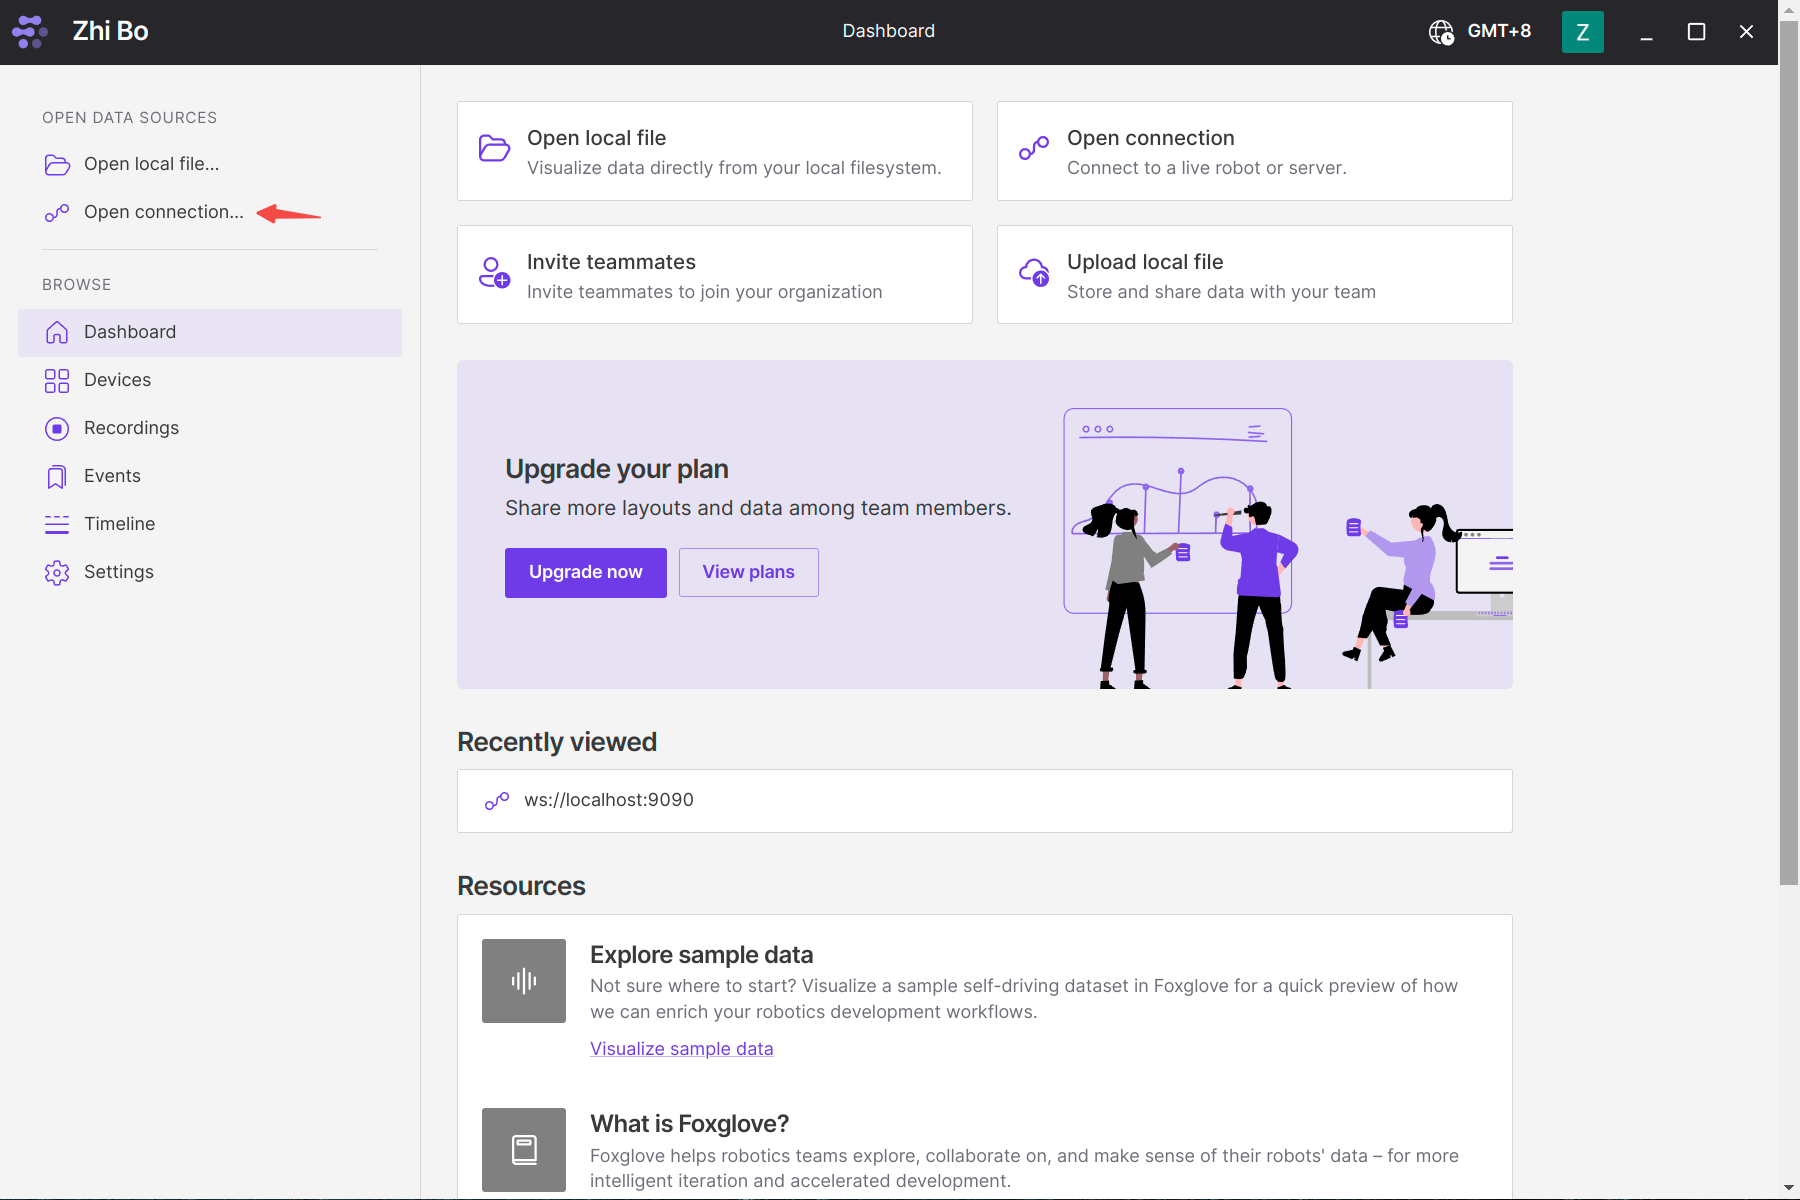 Zhi Bo
Dashboard
GMT+8
Z
OPEN DATA SOURCES
Open local file...
Open connection...
BROWSE
Dashboard
Devices
Recordings
Events
Timeline
Settings
Open local file
Visualize data directly from your local filesystem.
Open connection
Connect to a live robot or server.
Invite teammates
Invite teammates to join your organization
Upload local file
Store and share data with your team
Upgrade your plan
Share more layouts and data among team members.
Upgrade now
View plans
Recently viewed
ws://localhost:9090
Resources
Explore sample data
Not sure where to start? Visualize a sample self-driving dataset in Foxglove for a quick preview of how
we can enrich your robotics development workflows.
Visualize sample data
What is Foxglove?
Foxglove helps robotics teams explore, collaborate on, and make sense of their robots' data – for more
intelligent iteration and accelerated development.